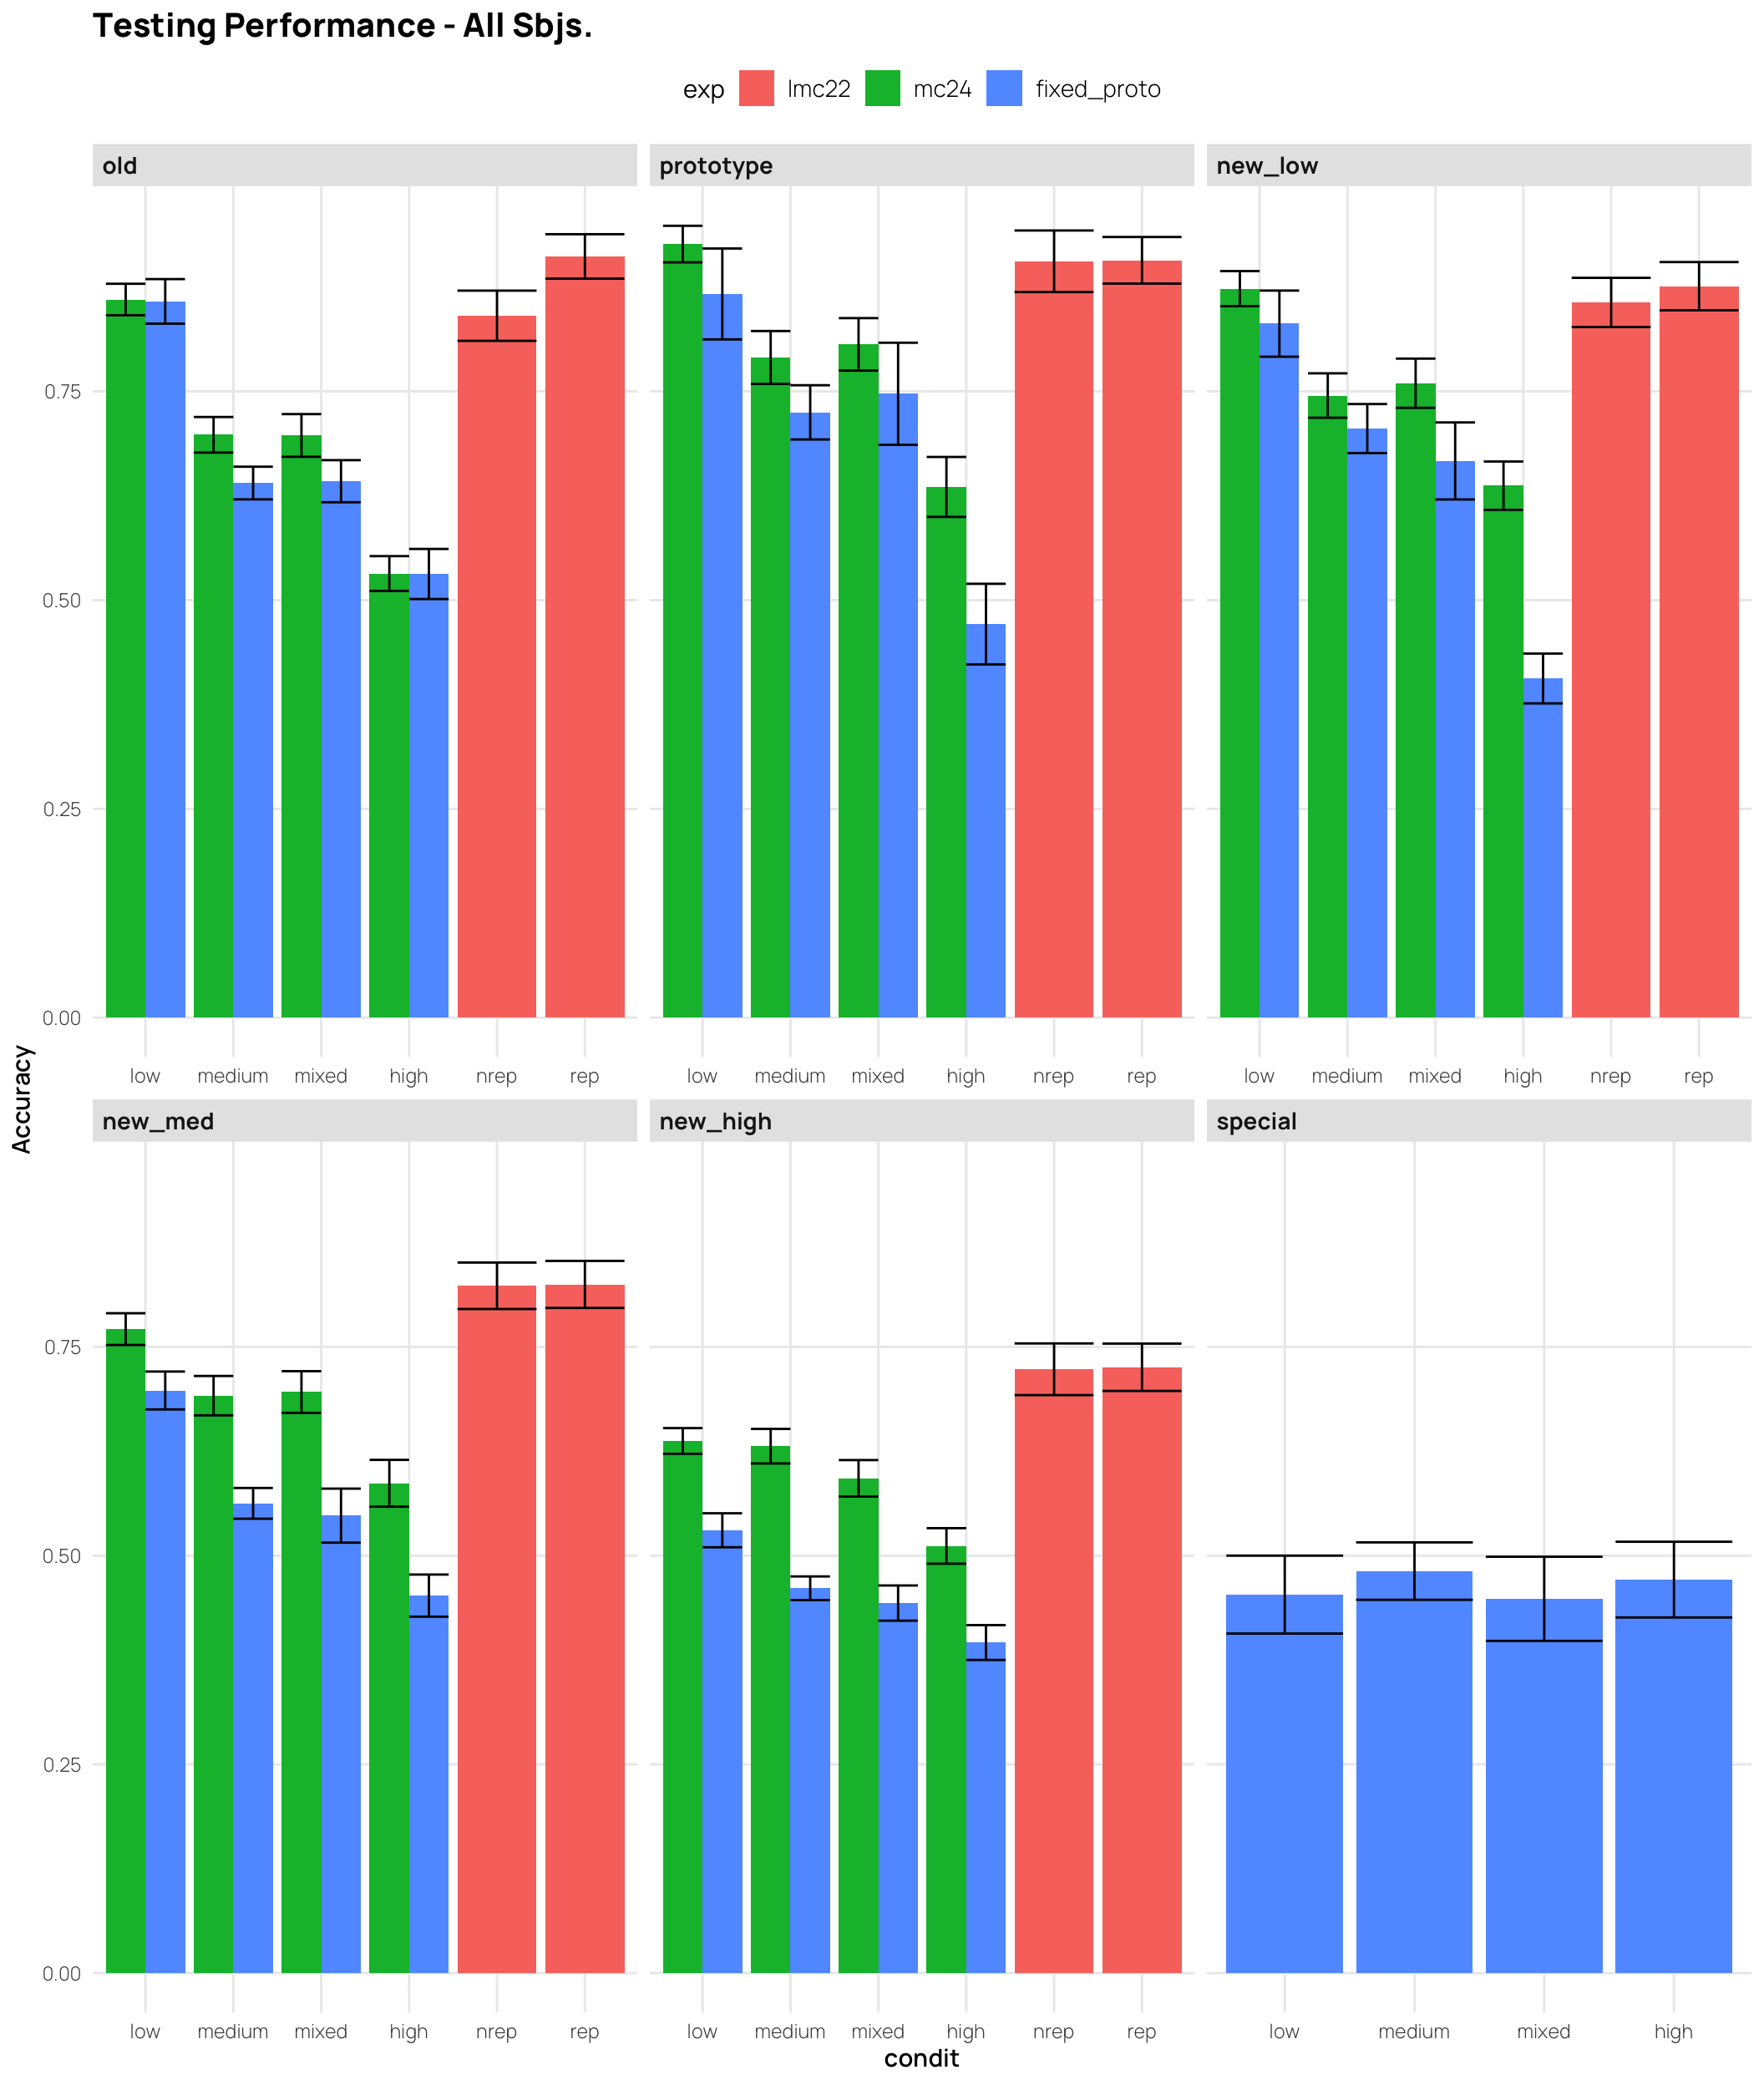 Testing Performance - All Sbjs.
exp lmc22 mc24 fixed_proto
old prototype new_low
0.75
0.50
0.25
0.00
low medium mixed high nrep rep low medium mixed high nrep rep low medium mixed high nrep rep
Accuracy
new_med new_high special
0.75
0.50
0.25
0.00
low medium mixed high nrep rep low medium mixed high nrep rep low medium mixed high
condit